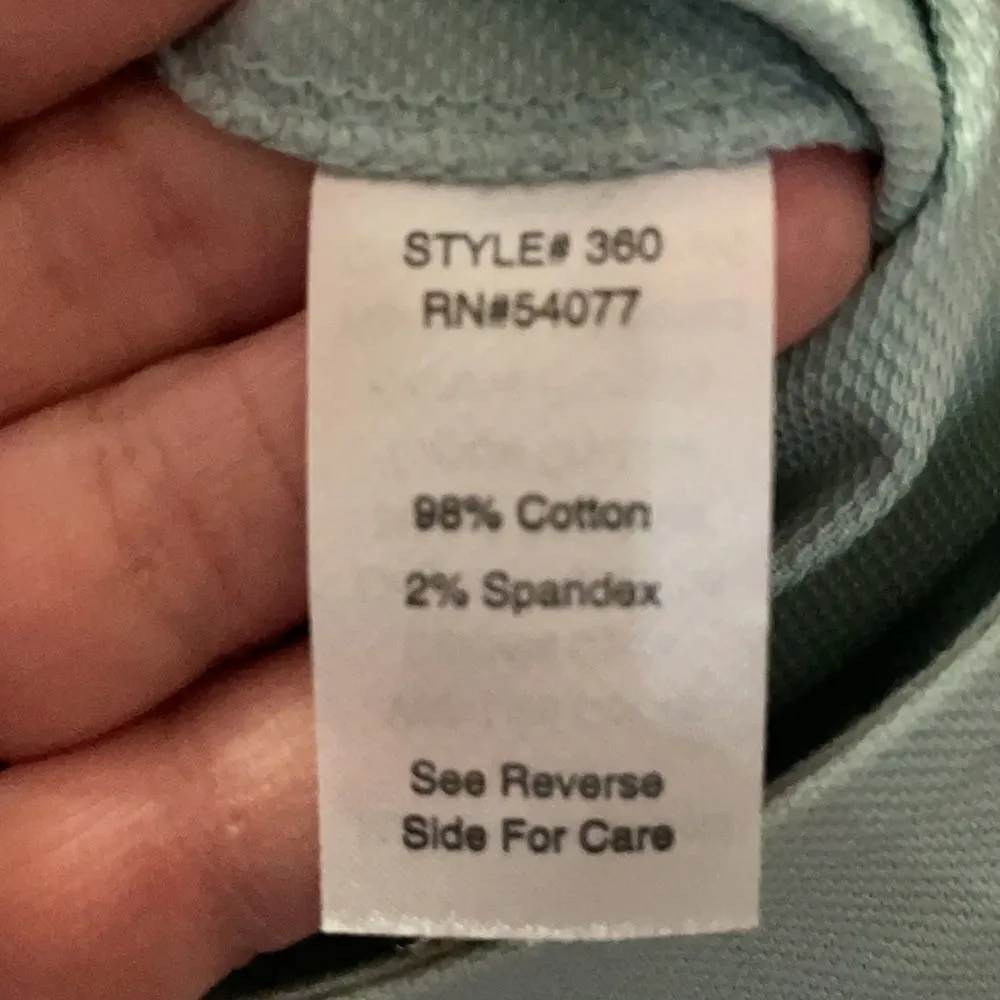 STYLE# 360
RN#54077
98% Cotton
2% Spandex
See Reverse
Side For Care